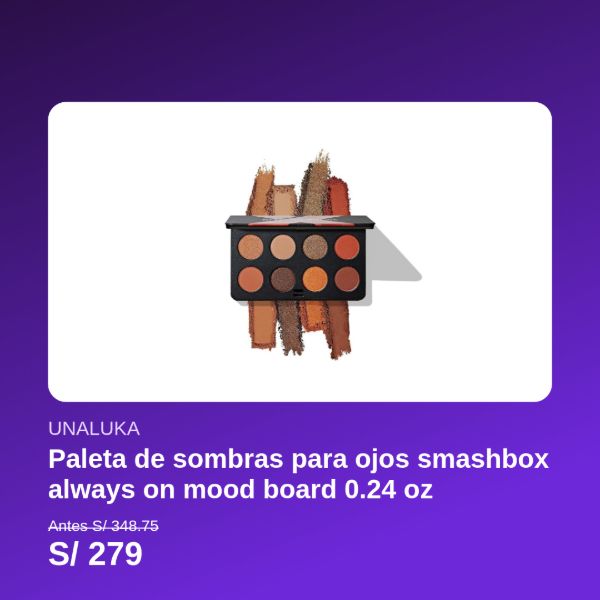 UNALUKA
Paleta de sombras para ojos smashbox
always on mood board 0.24 oz
Antes S/ 348.75
S/ 279